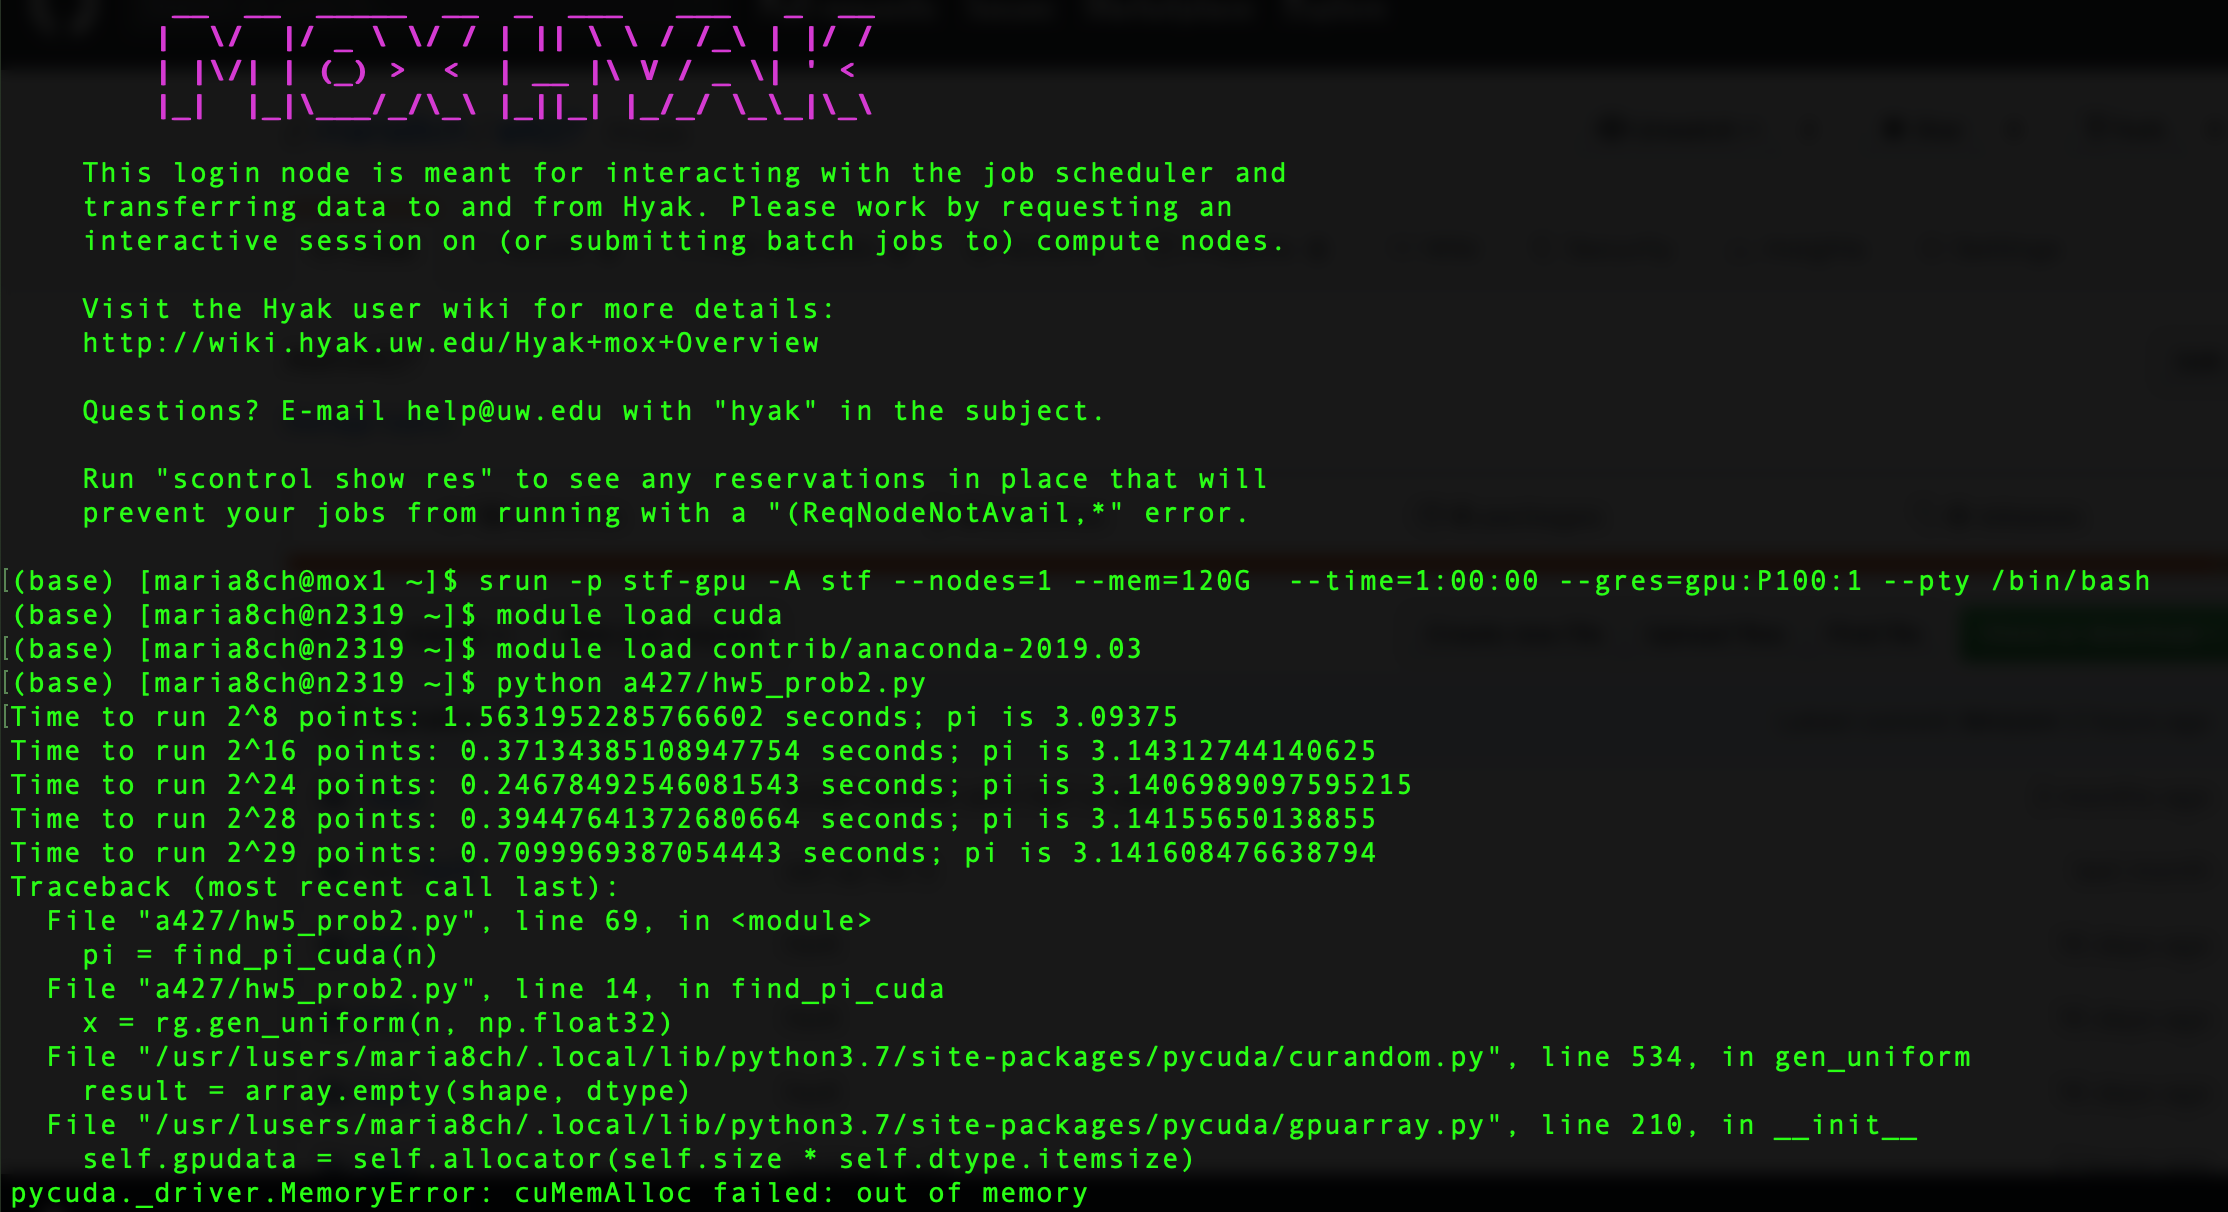 __  __  _____  __  _  ____   ___   _  __
|  \/  |/ _ \ \/ / | || \ \ / /_\ | |/ /
| |\/| | (_) >  <  | __ |\ V / _ \| ' <
|_|  |_|\___/_/\_\ |_||_| |_/_/ \_\_|\_\
This login node is meant for interacting with the job scheduler and
transferring data to and from Hyak. Please work by requesting an
interactive session on (or submitting batch jobs to) compute nodes.
Visit the Hyak user wiki for more details:
http://wiki.hyak.uw.edu/Hyak+mox+Overview
Questions? E-mail help@uw.edu with "hyak" in the subject.
Run "scontrol show res" to see any reservations in place that will
prevent your jobs from running with a "(ReqNodeNotAvail,*" error.
[(base) [maria8ch@mox1 ~]$ srun -p stf-gpu -A stf --nodes=1 --mem=120G  --time=1:00:00 --gres=gpu:P100:1 --pty /bin/bash
(base) [maria8ch@n2319 ~]$ module load cuda
[(base) [maria8ch@n2319 ~]$ module load contrib/anaconda-2019.03
[(base) [maria8ch@n2319 ~]$ python a427/hw5_prob2.py
[Time to run 2^8 points: 1.5631952285766602 seconds; pi is 3.09375
Time to run 2^16 points: 0.37134385108947754 seconds; pi is 3.14312744140625
Time to run 2^24 points: 0.24678492546081543 seconds; pi is 3.1406989097595215
Time to run 2^28 points: 0.39447641372680664 seconds; pi is 3.14155650138855
Time to run 2^29 points: 0.7099969387054443 seconds; pi is 3.141608476638794
Traceback (most recent call last):
  File "a427/hw5_prob2.py", line 69, in <module>
    pi = find_pi_cuda(n)
  File "a427/hw5_prob2.py", line 14, in find_pi_cuda
    x = rg.gen_uniform(n, np.float32)
  File "/usr/lusers/maria8ch/.local/lib/python3.7/site-packages/pycuda/curandom.py", line 534, in gen_uniform
    result = array.empty(shape, dtype)
  File "/usr/lusers/maria8ch/.local/lib/python3.7/site-packages/pycuda/gpuarray.py", line 210, in __init__
    self.gpudata = self.allocator(self.size * self.dtype.itemsize)
pycuda._driver.MemoryError: cuMemAlloc failed: out of memory